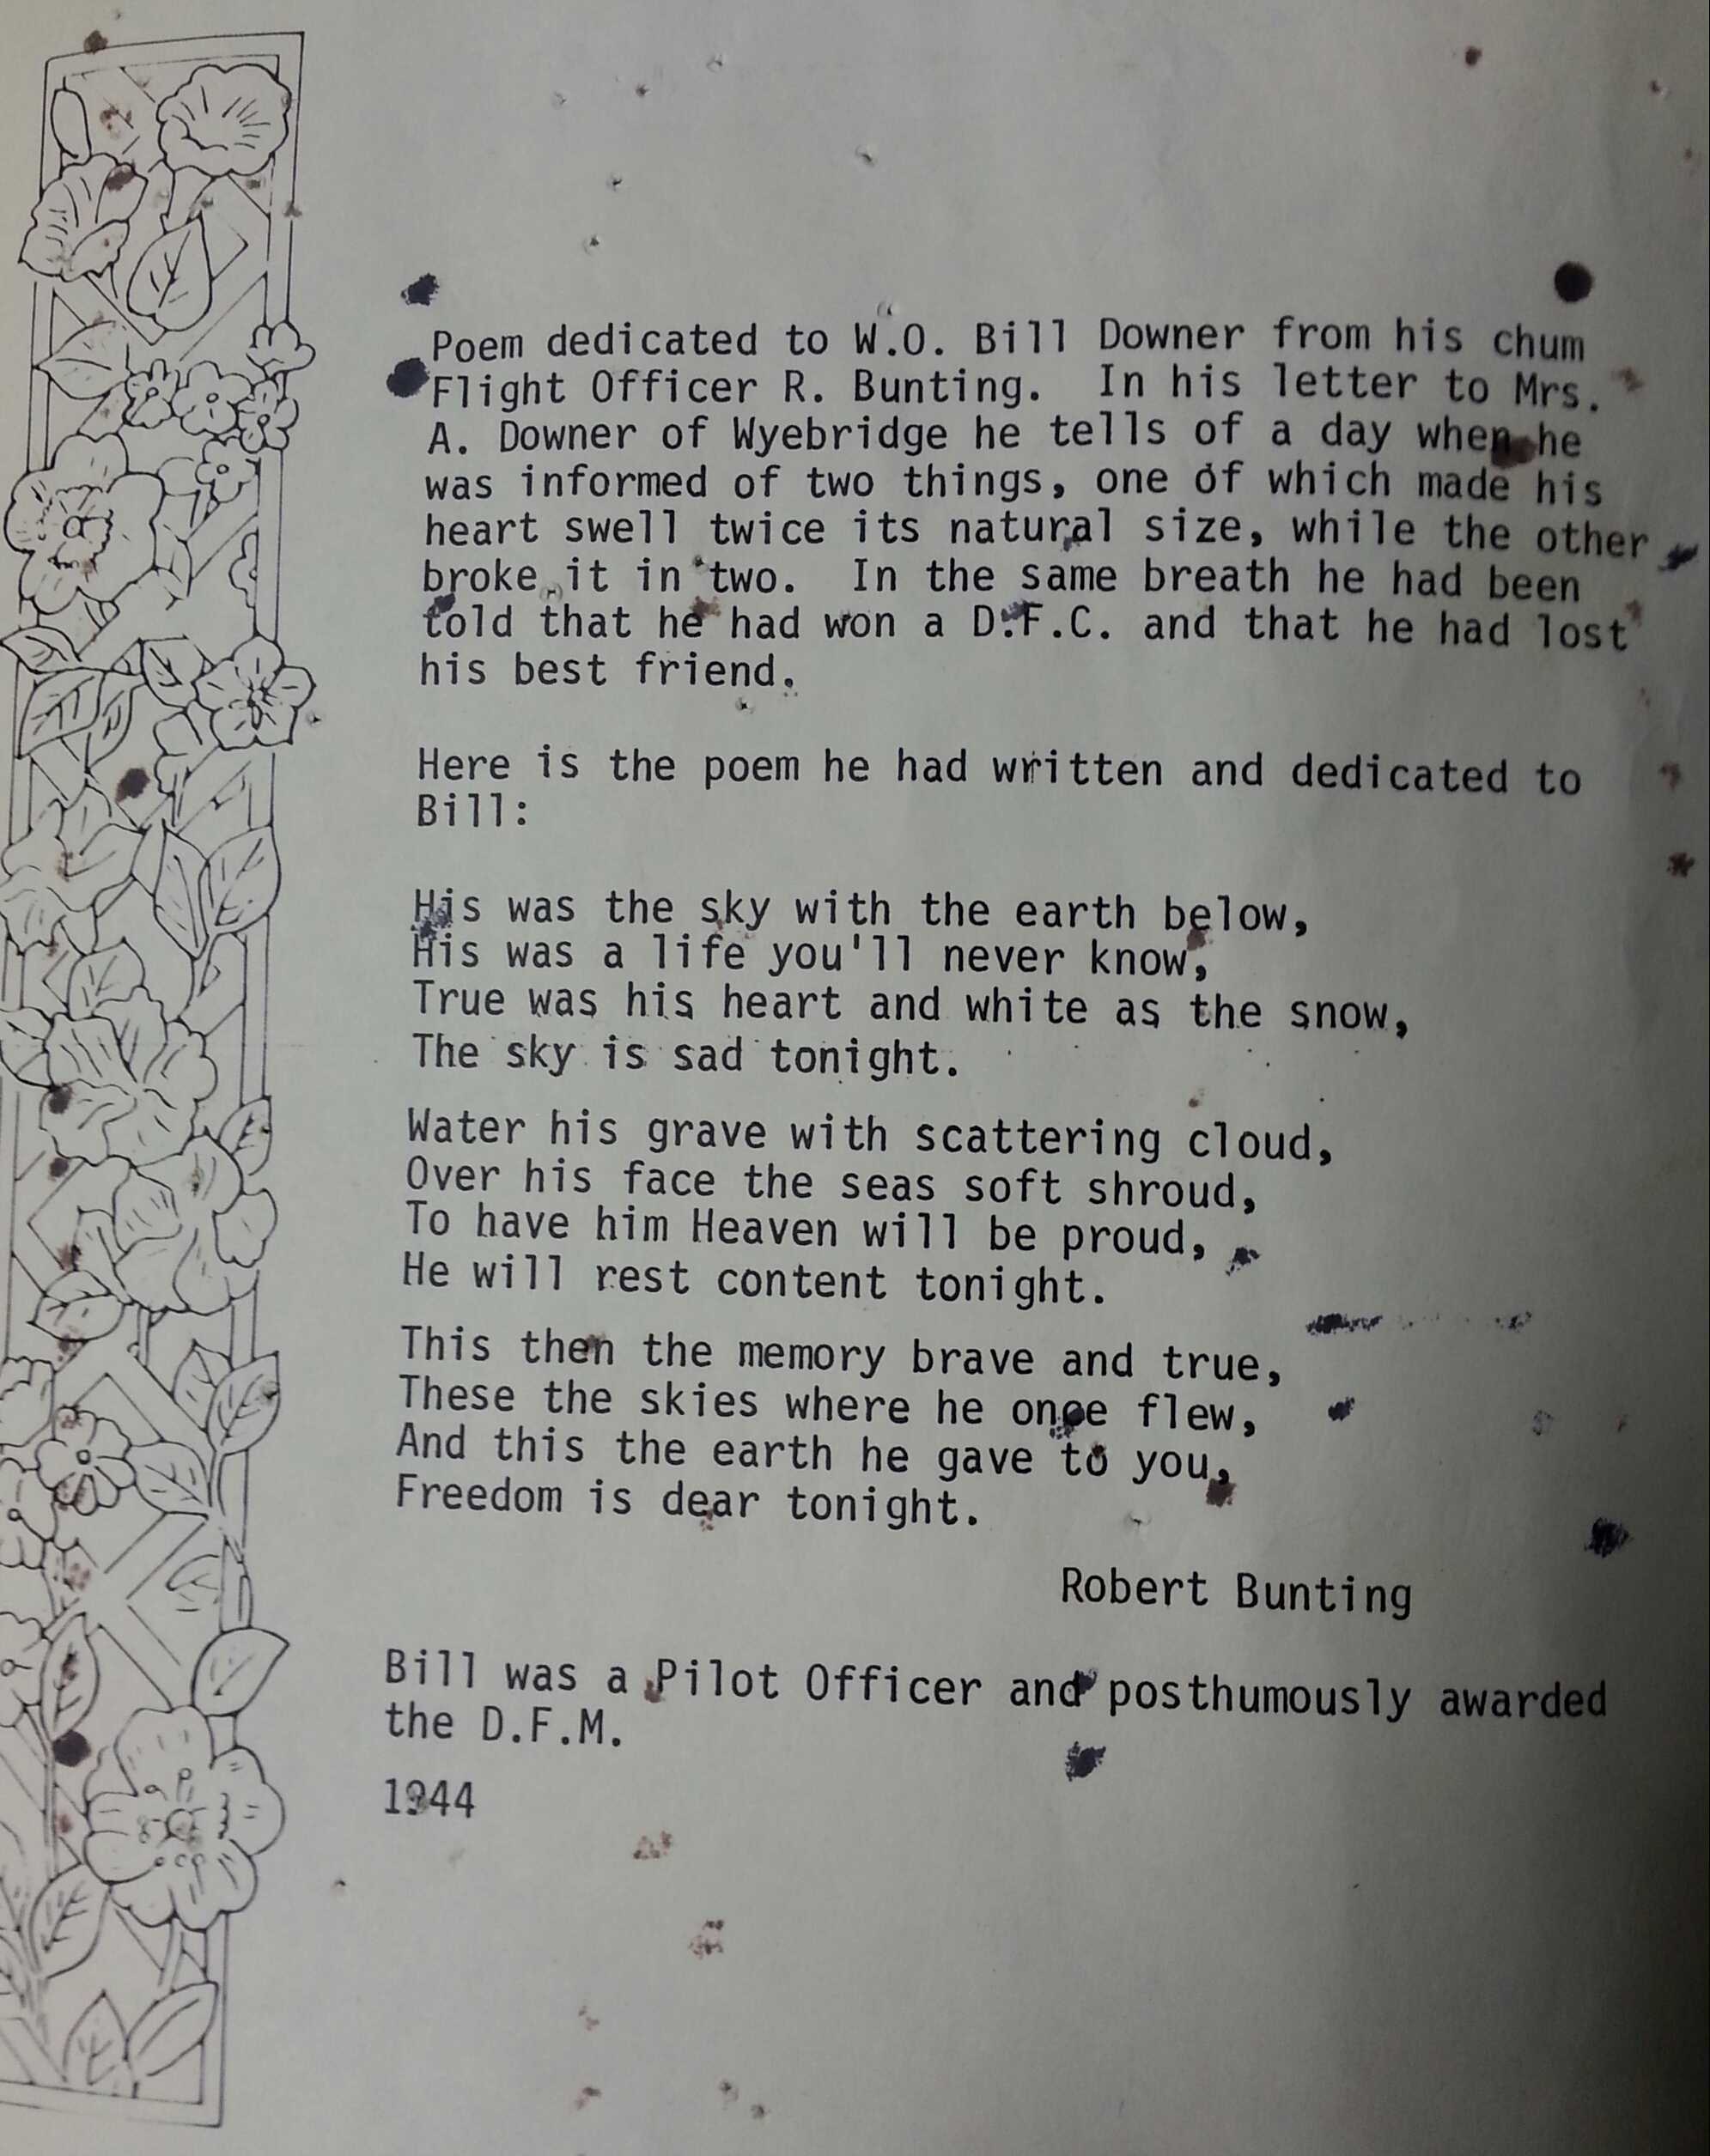 Poem dedicated to W.O. Bill Downer from his chum
Flight Officer R. Bunting. In his letter to Mrs.
A. Downer of Wyebridge he tells of a day when he
was informed of two things, one of which made his
heart swell twice its natural size, while the other
broke it in two. In the same breath he had been
told that he had won a D.F.C. and that he had lost
his best friend.
Here is the poem he had written and dedicated to
Bill:
His was the sky with the earth below,
His was a life you'll never know,
True was his heart and white as the snow,
The sky is sad tonight.
Water his grave with scattering cloud,
Over his face the seas soft shroud,
To have him Heaven will be proud,
He will rest content tonight.
This then the memory brave and true,
These the skies where he once flew,
And this the earth he gave to you,
Freedom is dear tonight.
Robert Bunting
Bill was a Pilot Officer and posthumously awarded
the D.F.M.
1944